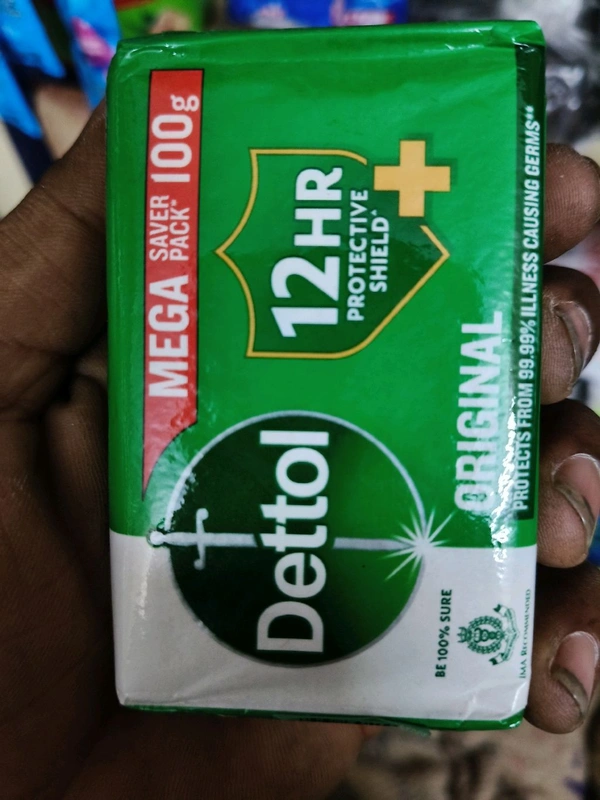 MEGA SAVER PACK* 100g
12HR
PROTECTIVE
SHIELD^
Dettol
ORIGINAL
PROTECTS FROM 99.99% ILLNESS CAUSING GERMS**
BE 100% SURE
IMA RECOMMENDED